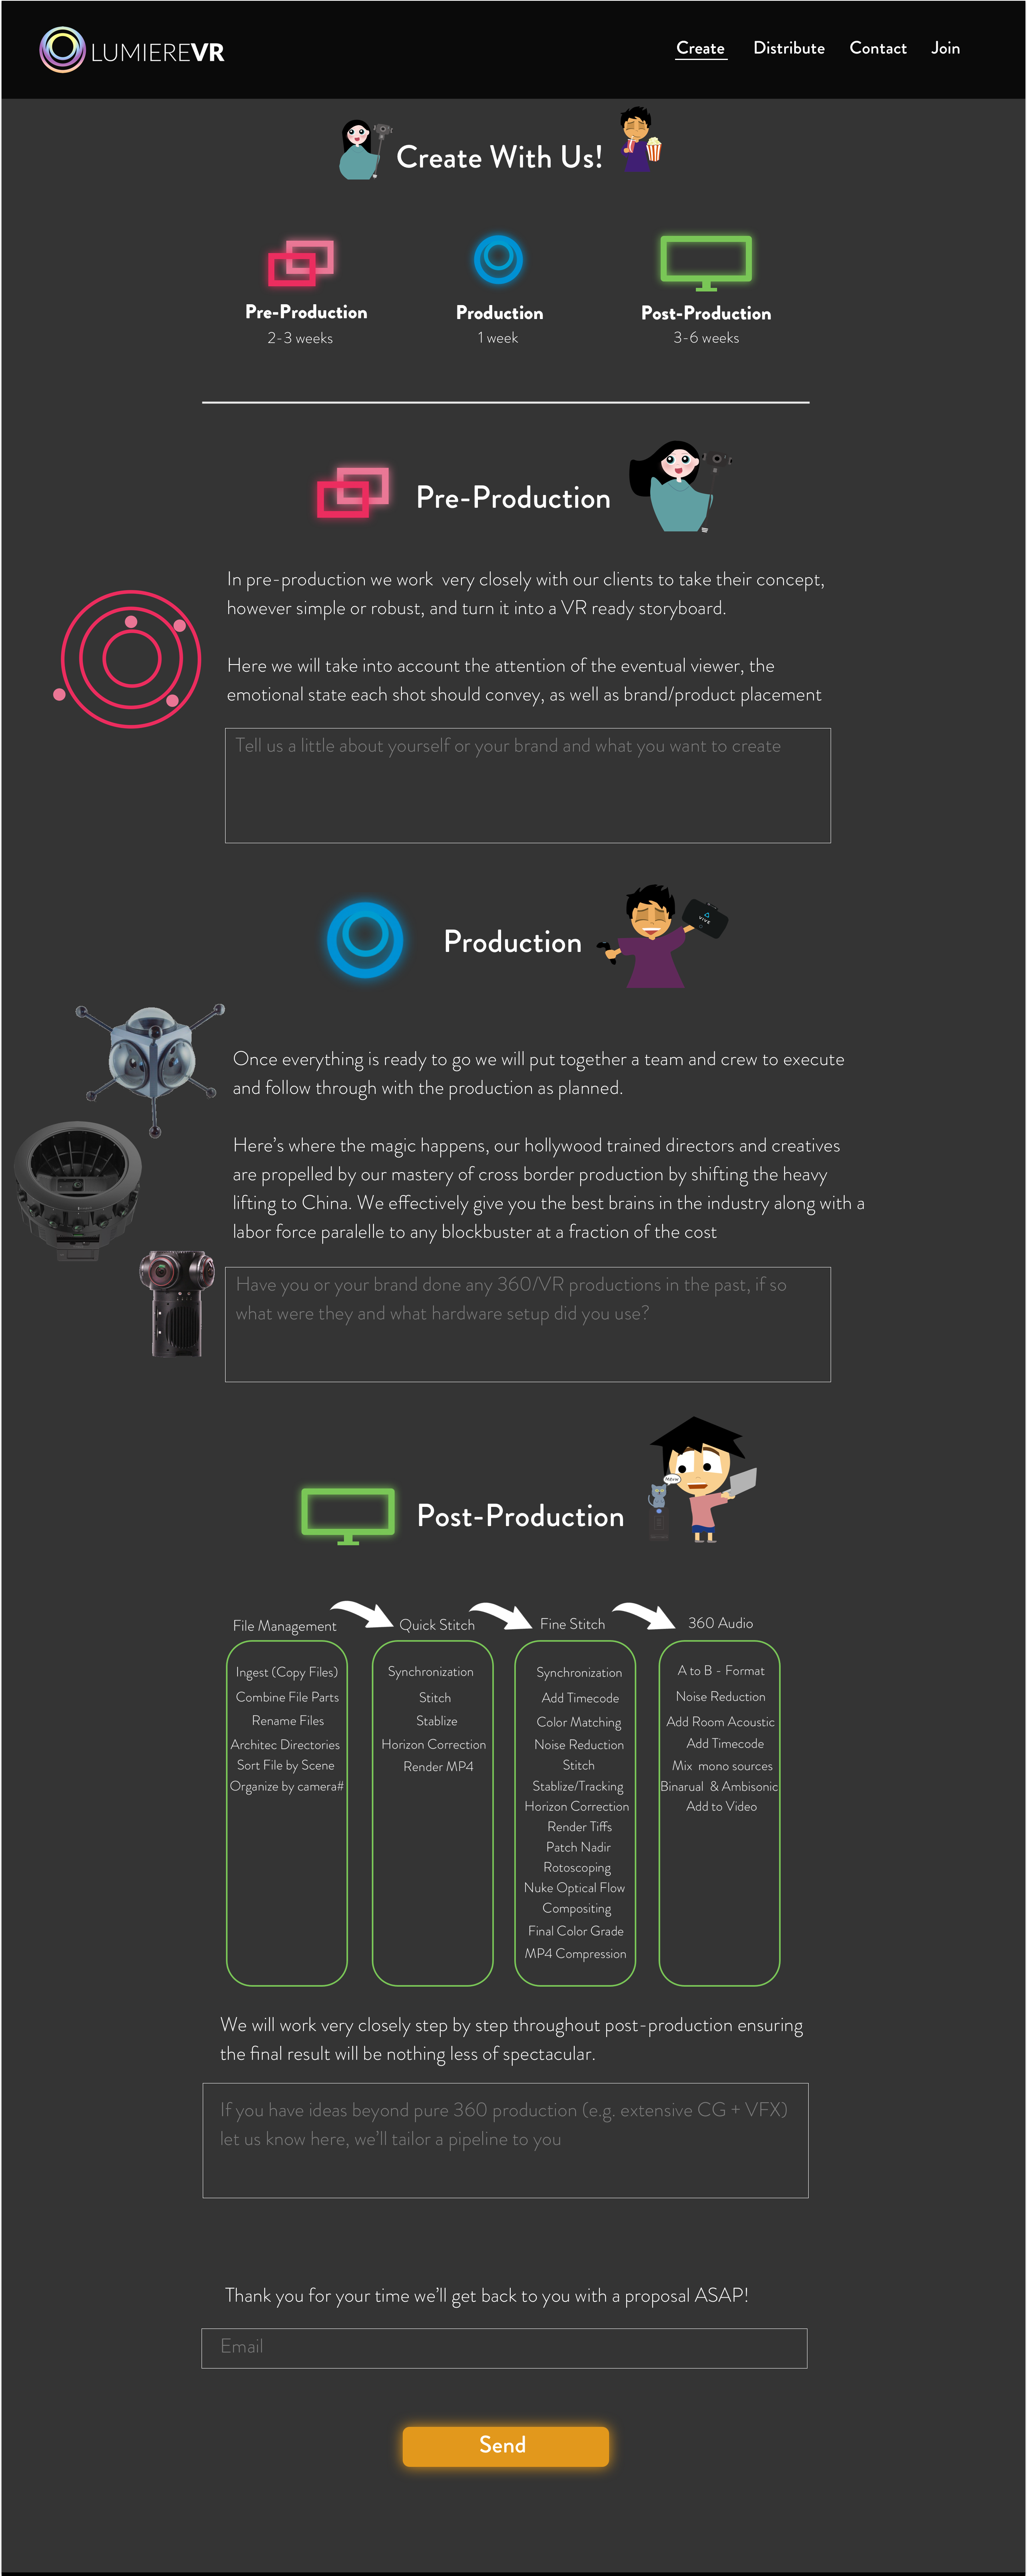 LUMIEREVR
Create Distribute Contact Join
Create With Us!
Pre-Production
2-3 weeks
Production
1 week
Post-Production
3-6 weeks
Pre-Production
In pre-production we work  very closely with our clients to take their concept,
however simple or robust, and turn it into a VR ready storyboard.
Here we will take into account the attention of the eventual viewer, the
emotional state each shot should convey, as well as brand/product placement
Tell us a little about yourself or your brand and what you want to create
Production
VIVE
Once everything is ready to go we will put together a team and crew to execute
and follow through with the production as planned.
Here's where the magic happens, our hollywood trained directors and creatives
are propelled by our mastery of cross border production by shifting the heavy
lifting to China. We effectively give you the best brains in the industry along with a
labor force paralelle to any blockbuster at a fraction of the cost
Have you or your brand done any 360/VR productions in the past, if so
what were they and what hardware setup did you use?
Post-Production
Meow
File Management
Ingest (Copy Files)
Combine File Parts
Rename Files
Architec Directories
Sort File by Scene
Organize by camera#
Quick Stitch
Synchronization
Stitch
Stablize
Horizon Correction
Render MP4
Fine Stitch
Synchronization
Add Timecode
Color Matching
Noise Reduction
Stitch
Stablize/Tracking
Horizon Correction
Render Tiffs
Patch Nadir
Rotoscoping
Nuke Optical Flow
Compositing
Final Color Grade
MP4 Compression
360 Audio
A to B - Format
Noise Reduction
Add Room Acoustic
Add Timecode
Mix  mono sources
Binarual  & Ambisonic
Add to Video
We will work very closely step by step throughout post-production ensuring
the final result will be nothing less of spectacular.
If you have ideas beyond pure 360 production (e.g. extensive CG + VFX)
let us know here, we'll tailor a pipeline to you
Thank you for your time we'll get back to you with a proposal ASAP!
Email
Send